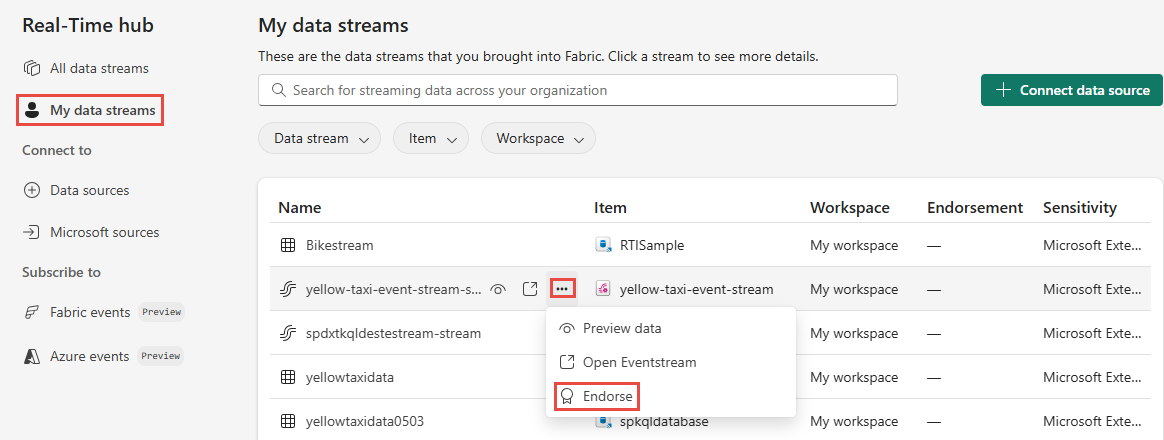 Real-Time hub
All data streams
My data streams
Connect to
Data sources
Microsoft sources
Subscribe to
Fabric events Preview
Azure events Preview
My data streams
These are the data streams that you brought into Fabric. Click a stream to see more details.
Search for streaming data across your organization
Connect data source
Data stream Item Workspace
Name Item Workspace Endorsement Sensitivity
Bikestream RTISample My workspace — Microsoft Exte...
yellow-taxi-event-stream-s... yellow-taxi-event-stream My workspace — Microsoft Exte...
spdxtkqldestestream-stream My workspace — Microsoft Exte...
yellowtaxidata My workspace — Microsoft Exte...
yellowtaxidata0503 spkqldatabase My workspace — Microsoft Exte...
Preview data
Open Eventstream
Endorse